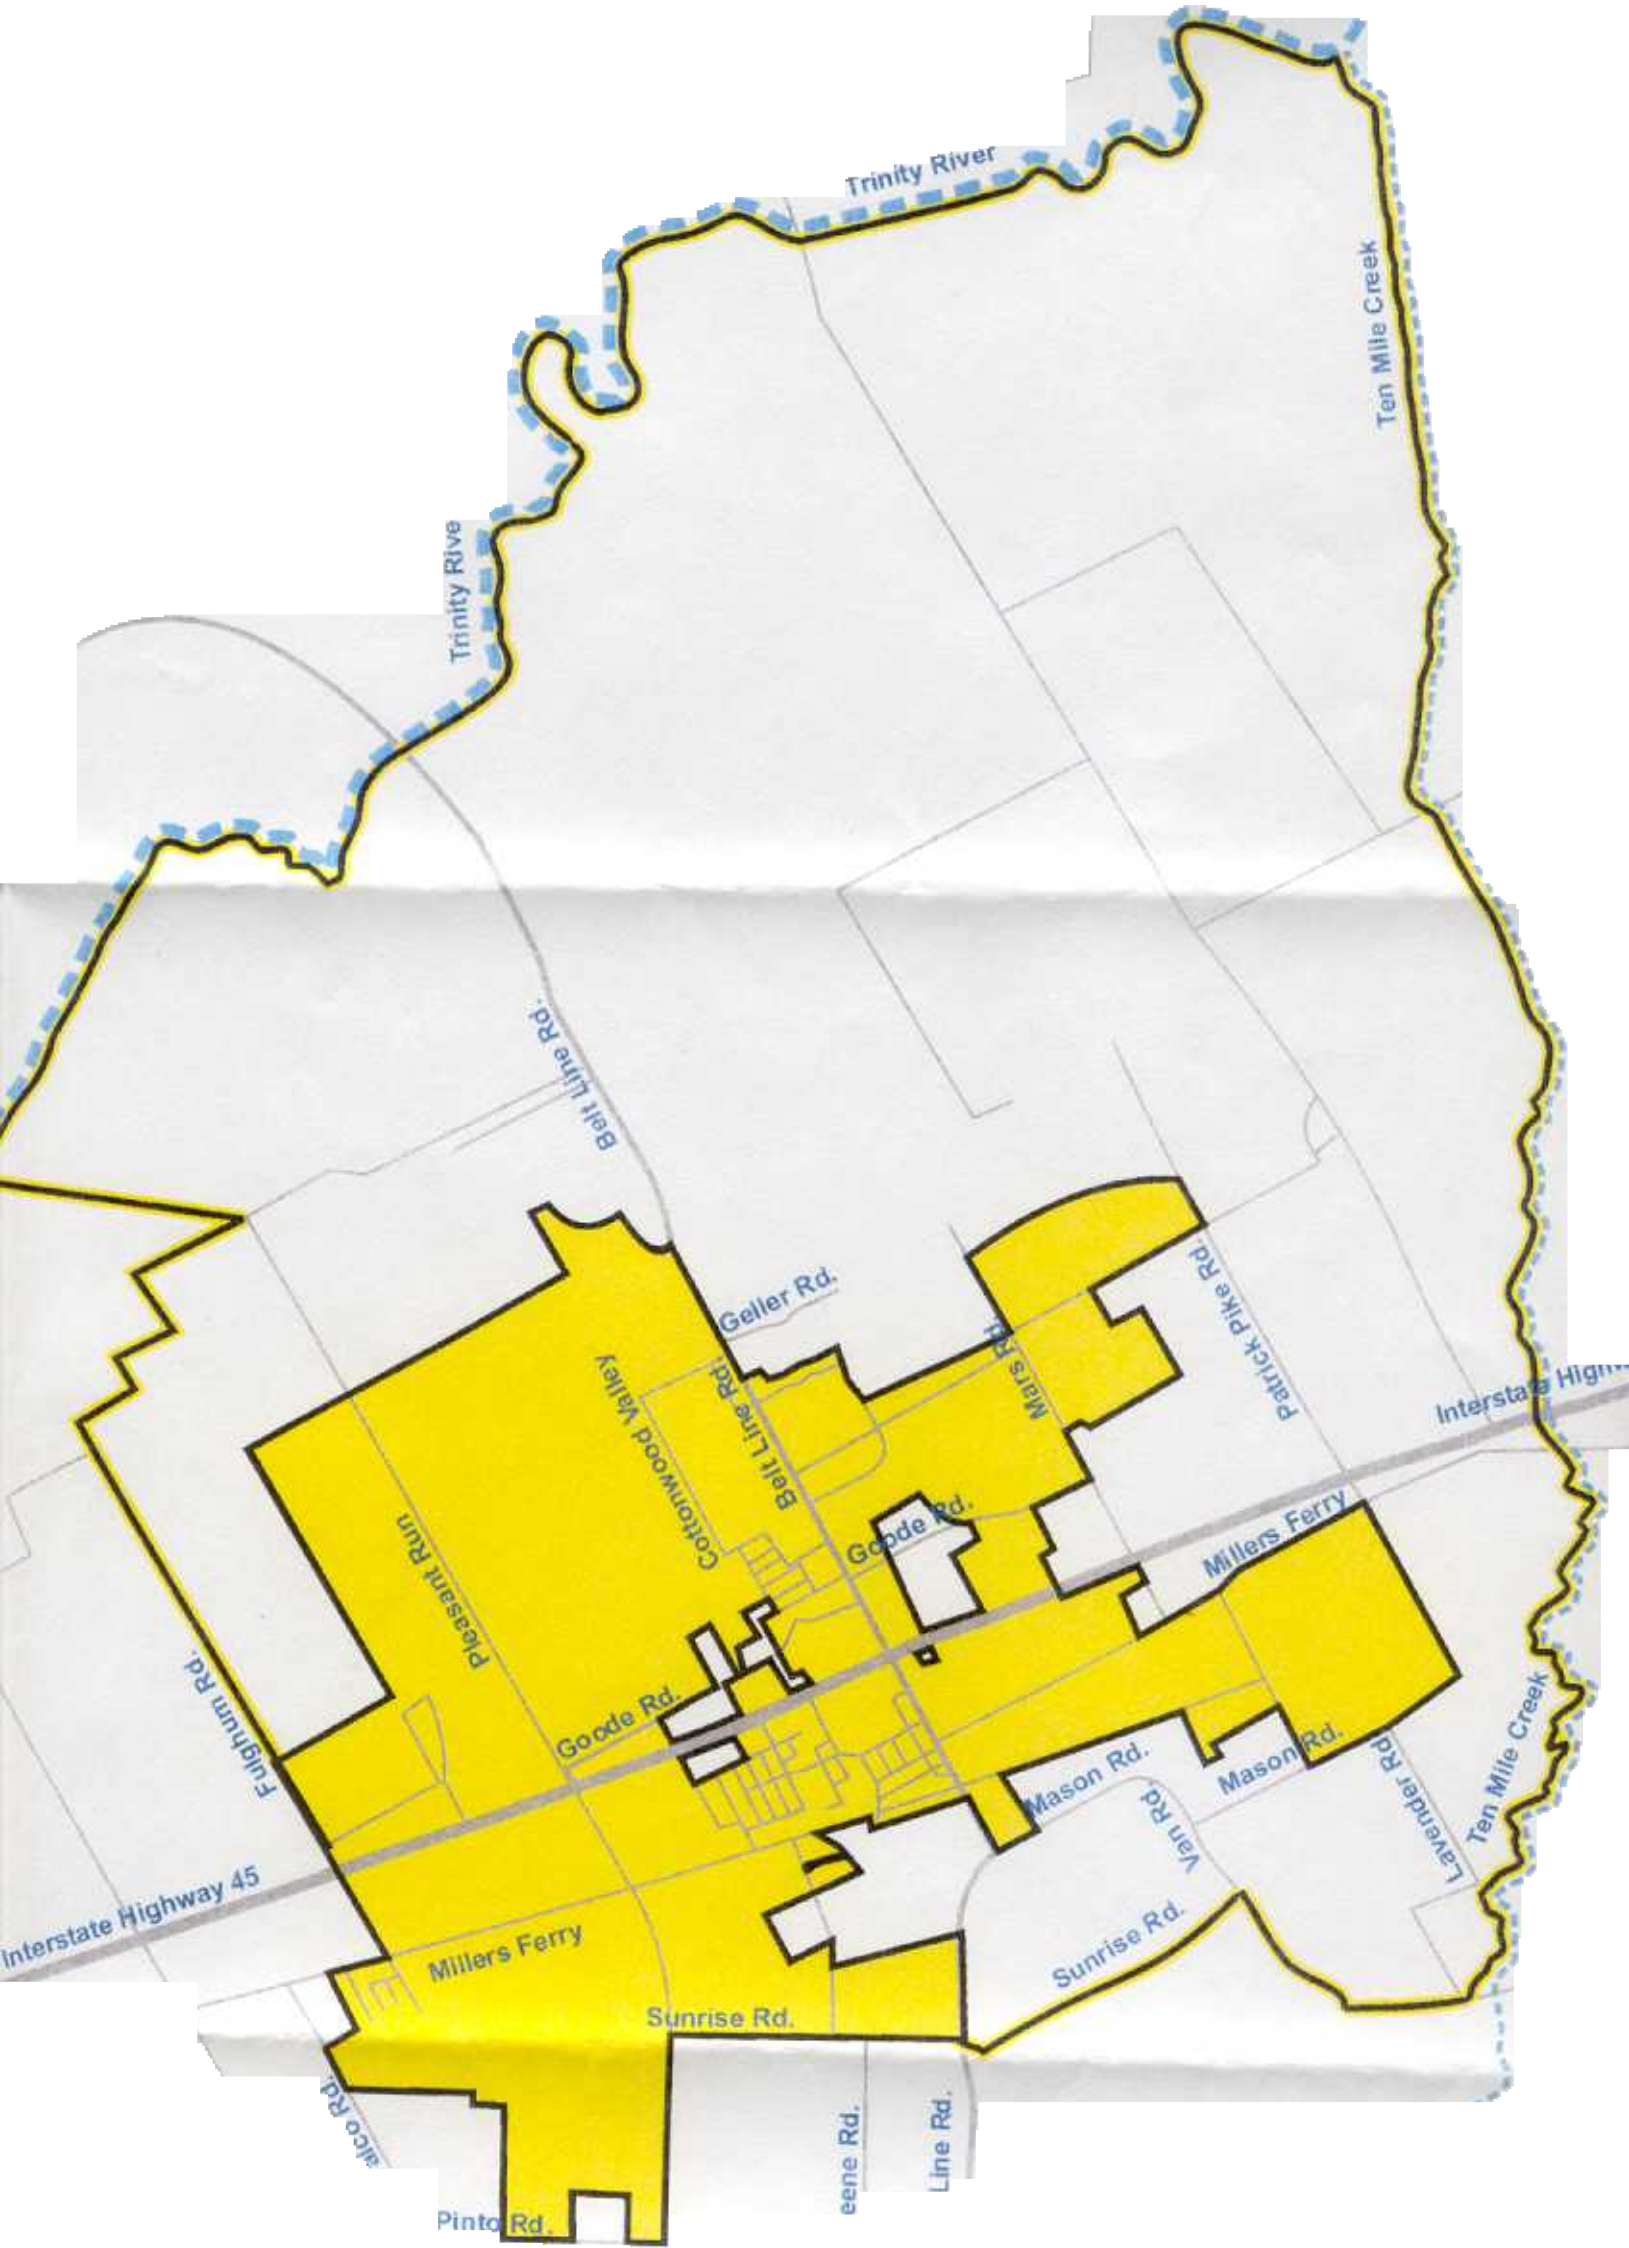 Trinity River
Ten Mile Creek
Trinity Rive
Belt Line Rd.
Geller Rd.
Mars Rd.
Patrick Pike Rd.
Cottonwood Valley
Belt Line Rd.
Interstate Highw
Pleasant Run
Goode Rd.
Millers Ferry
Fulghum Rd.
Goode Rd.
Mason Rd.
Mason Rd.
Van Rd.
Lavender Rd.
Ten Mile Creek
Interstate Highway 45
Millers Ferry
Sunrise Rd.
Sunrise Rd.
alco Rd.
eene Rd.
Line Rd.
Pinto Rd.